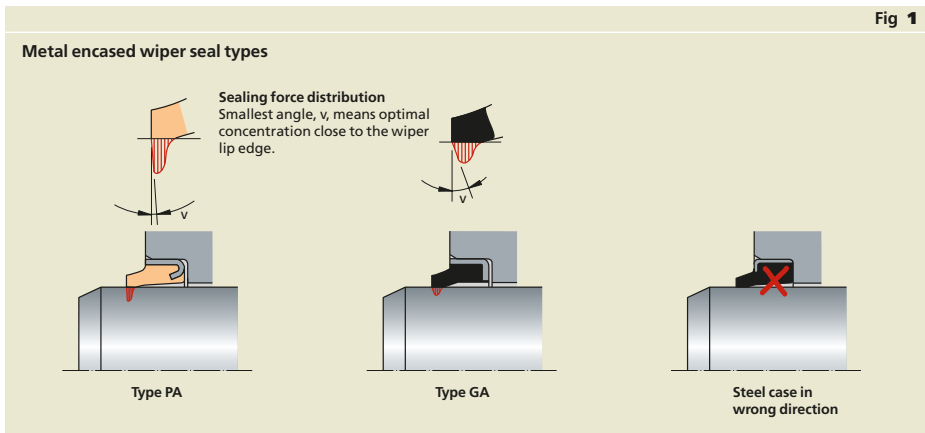 Fig 1
Metal encased wiper seal types
Sealing force distribution
Smallest angle, v, means optimal
concentration close to the wiper
lip edge.
v
v
Type PA
Type GA
Steel case in
wrong direction